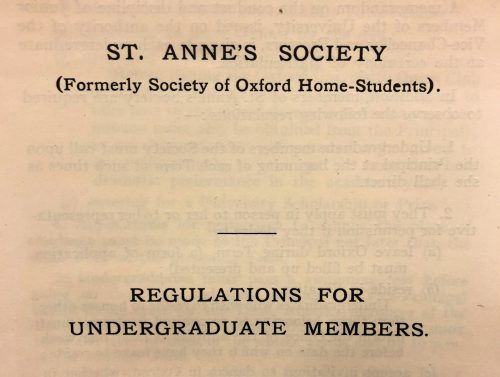 ST. ANNE'S SOCIETY
(Formerly Society of Oxford Home-Students).
REGULATIONS FOR
UNDERGRADUATE MEMBERS.